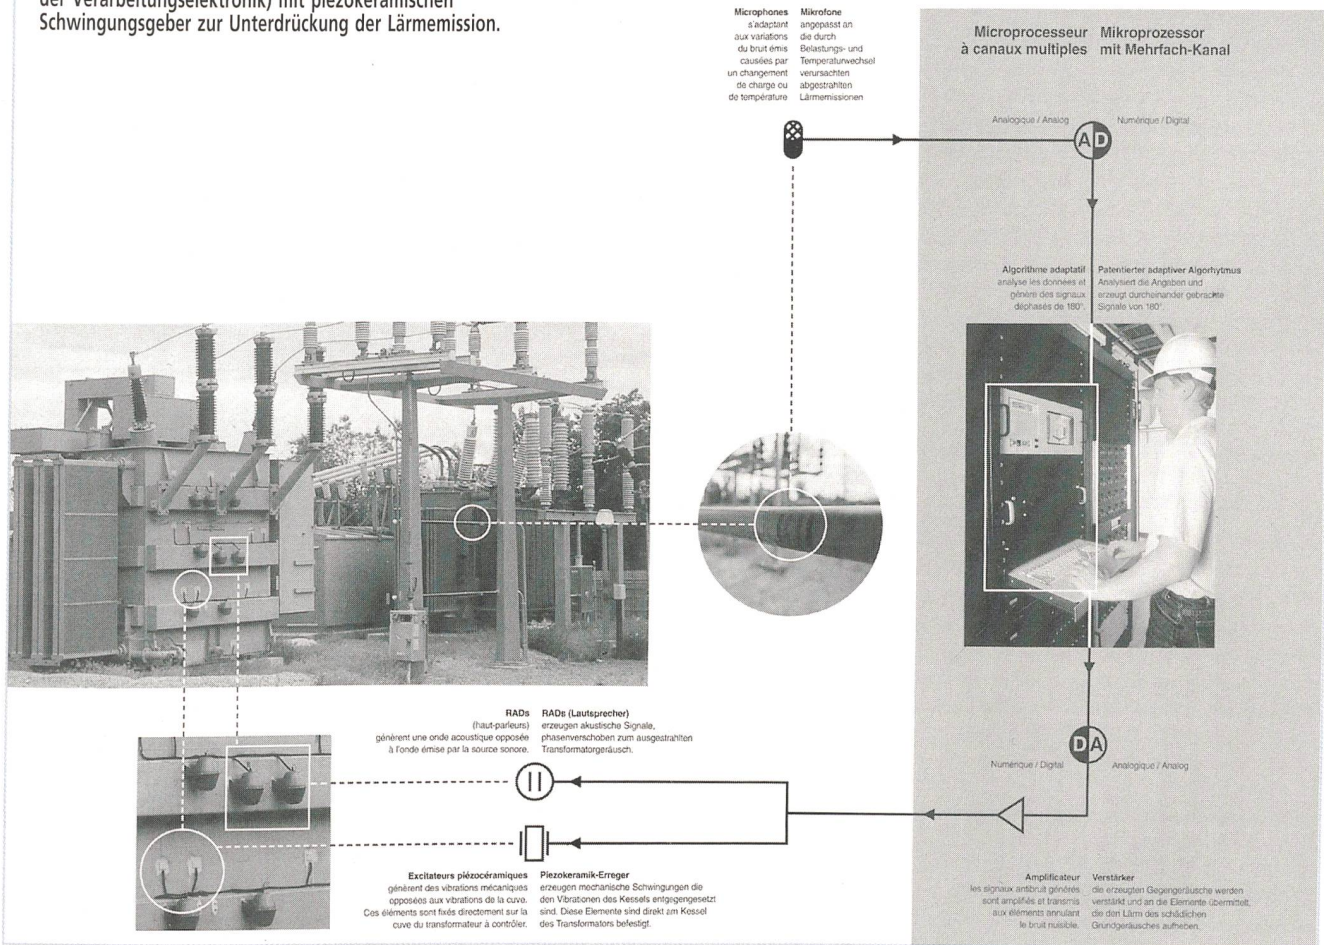 der Verarbeitungselektronik) mit piezokeramischen
Schwingungsgeber zur Unterdrückung der Lärmemission.
Microphones
s'adaptant
aux variations
du bruit émis
causées par
un changement
de charge ou
de température
Mikrofone
angepasst an
die durch
Belastungs- und
Temperaturwechsel
verursachten
abgestrahlten
Lärmemissionen
Microprocesseur
à canaux multiples
Mikroprozessor
mit Mehrfach-Kanal
Analogique / Analog
AD
Numérique / Digital
Algorithme adaptatif
analyse les données et
génère des signaux
déphasés de 180°.
Patentierter adaptiver Algorhytmus
Analysiert die Angaben und
erzeugt durcheinander gebrachte
Signale von 180°.
RADs
(haut-parleurs)
génèrent une onde acoustique opposée
à l'onde émise par la source sonore.
RADs (Lautsprecher)
erzeugen akustische Signale,
phasenverschoben zum ausgestrahlten
Transformatorgeräusch.
DA
Numérique / Digital
Analogique / Analog
Excitateurs piézocéramiques
génèrent des vibrations mécaniques
opposées aux vibrations de la cuve.
Ces éléments sont fixés directement sur la
cuve du transformateur à contrôler.
Piezokeramik-Erreger
erzeugen mechanische Schwingungen die
den Vibrationen des Kessels entgegengesetzt
sind. Diese Elemente sind direkt am Kessel
des Transformators befestigt.
Amplificateur
les signaux antibruit générés
sont amplifiés et transmis
aux éléments annulant
le bruit nuisible.
Verstärker
die erzeugten Gegengeräusche werden
verstärkt und an die Elemente übermittelt,
die den Lärm des schädlichen
Grundgeräusches aufheben.